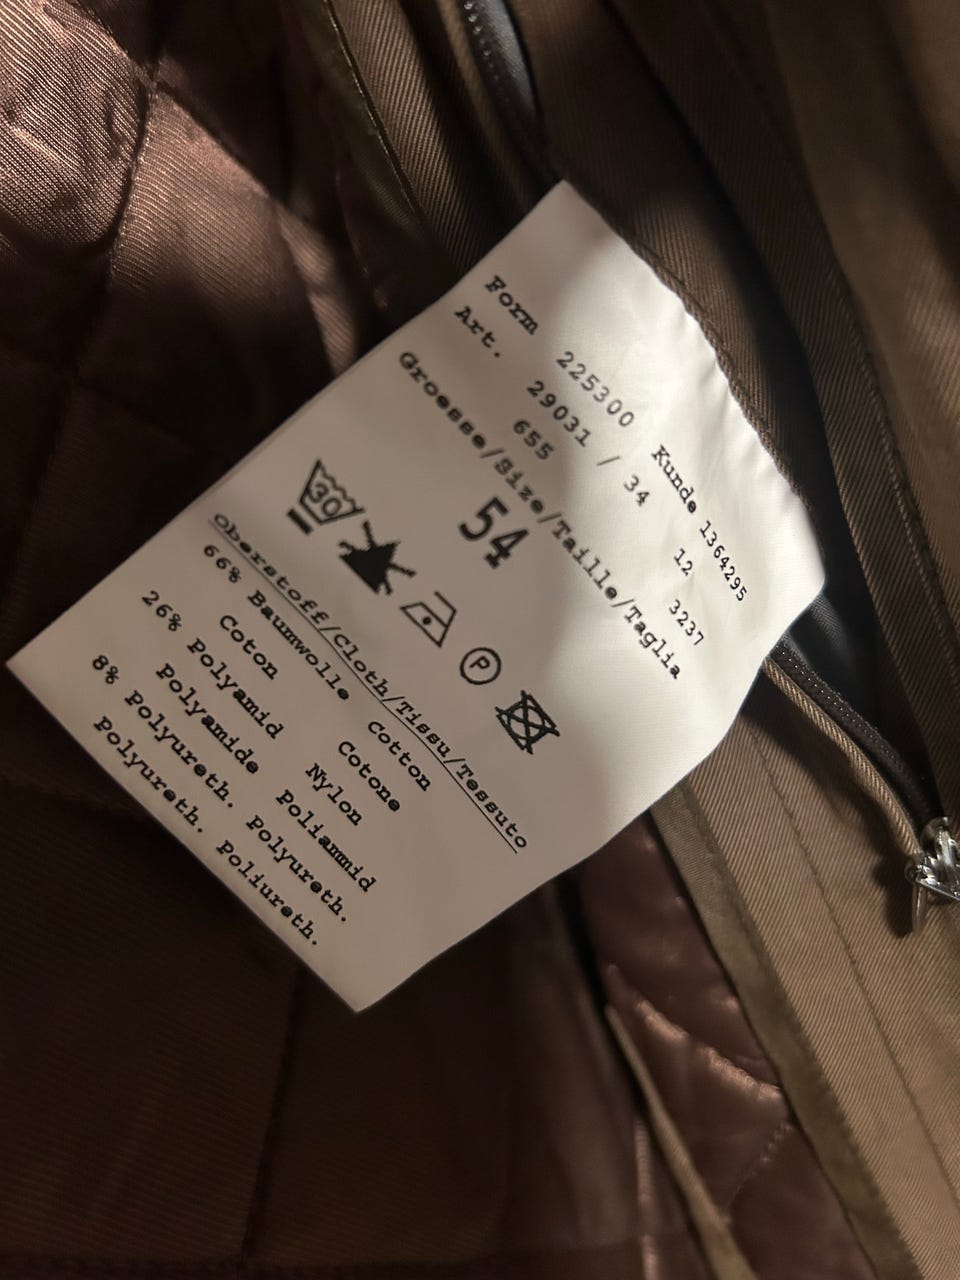 Form 225300 Kunde 1364295
Art. 29031 / 34 12 3237
655
Groesse/Size/Taille/Taglia
54
30 P
Oberstoff/Cloth/Tissu/Tessuto
66% Baumwolle Cotton
Coton Cotone
26% Polyamid Nylon
Polyamide Poliammid
8% Polyureth. Polyureth.
Polyureth. Poliureth.